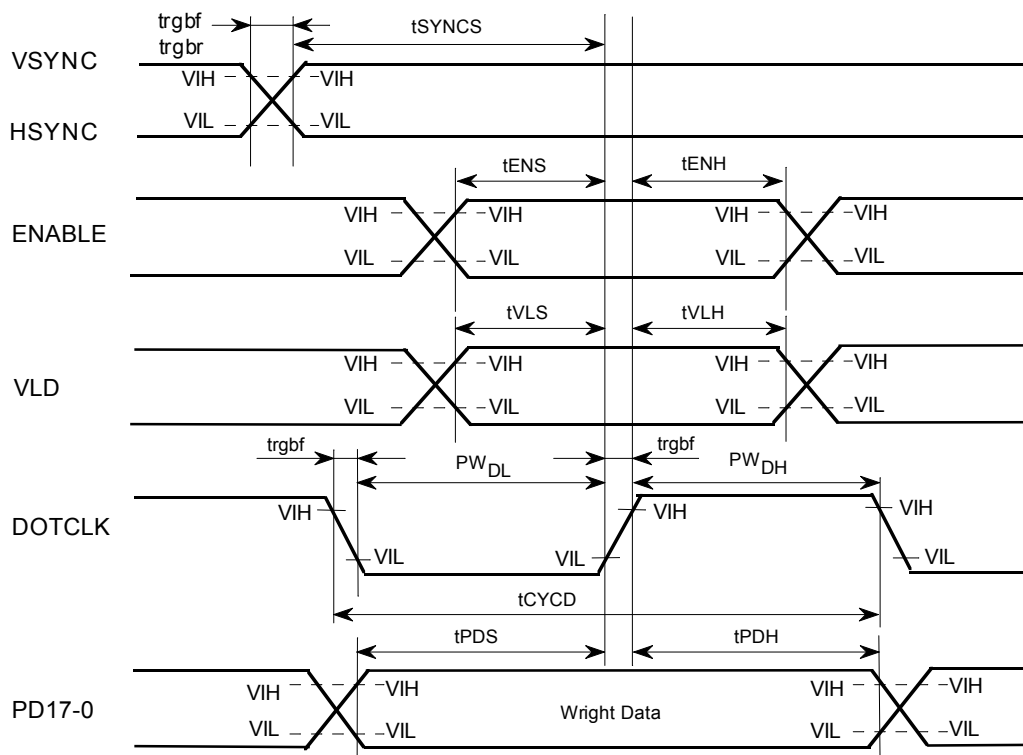 trgbf
trgbr
tSYNCS
VSYNC
VIH VIH
VIL VIL
HSYNC
tENS tENH
VIH VIH VIH VIH
ENABLE
VIL VIL VIL VIL
tVLS tVLH
VIH VIH VIH VIH
VLD
VIL VIL VIL VIL
trgbf PWDL trgbf PWDH
DOTCLK
VIH VIH VIH
VIL VIL VIL
tCYCD
tPDS tPDH
VIH VIH VIH VIH
PD17-0 Wright Data
VIL VIL VIL VIL